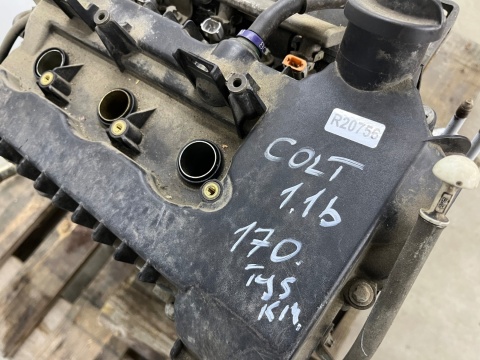 R20756
COLT
1.1b
170.
Tys
KM.